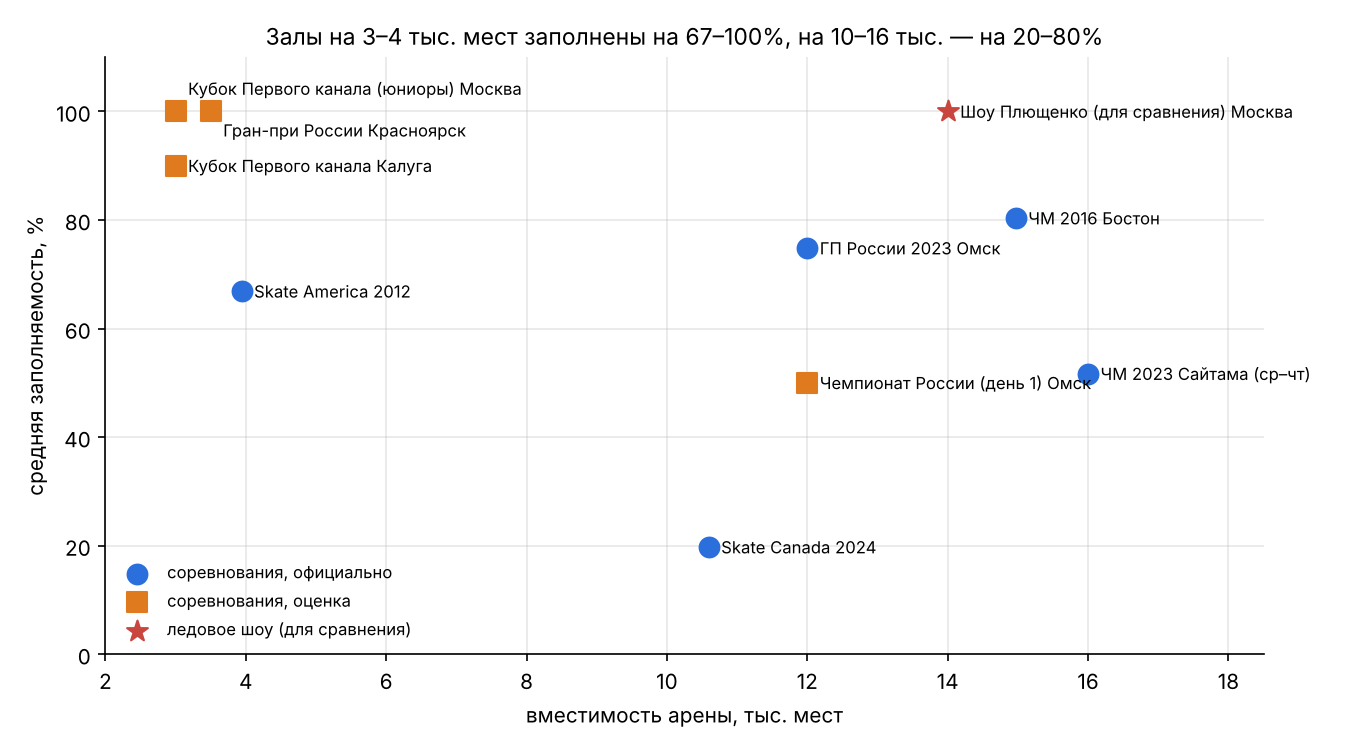 Залы на 3–4 тыс. мест заполнены на 67–100%, на 10–16 тыс. — на 20–80%
Кубок Первого канала (юниоры) Москва
Гран-при России Красноярск
Кубок Первого канала Калуга
Шоу Плющенко (для сравнения) Москва
ЧМ 2016 Бостон
ГП России 2023 Омск
Skate America 2012
ЧМ 2023 Сайтама (ср–чт)
Чемпионат России (день 1) Омск
Skate Canada 2024
соревнования, официально
соревнования, оценка
ледовое шоу (для сравнения)
средняя заполняемость, %
100
80
60
40
20
0
2 4 6 8 10 12 14 16 18
вместимость арены, тыс. мест